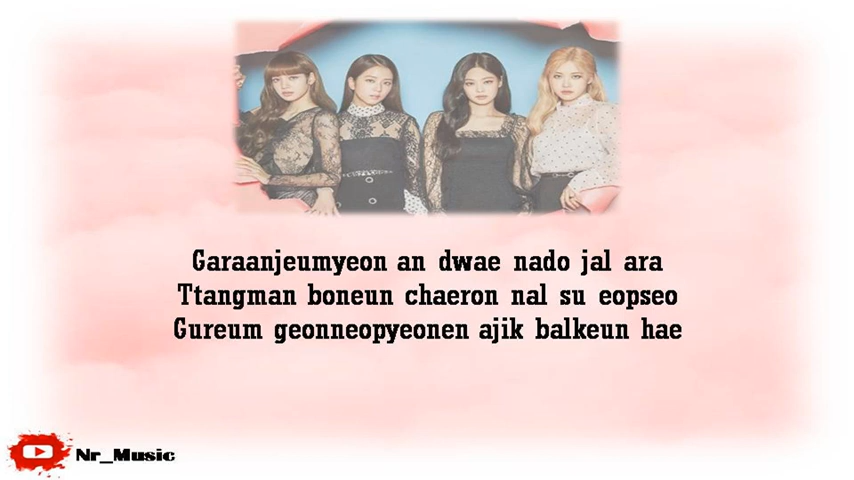 Garaanjeumyeon an dwae nado jal ara
Ttangman boneun chaeron nal su eopseo
Gureum geonneopyeonen ajik balkeun hae
Nr_Music